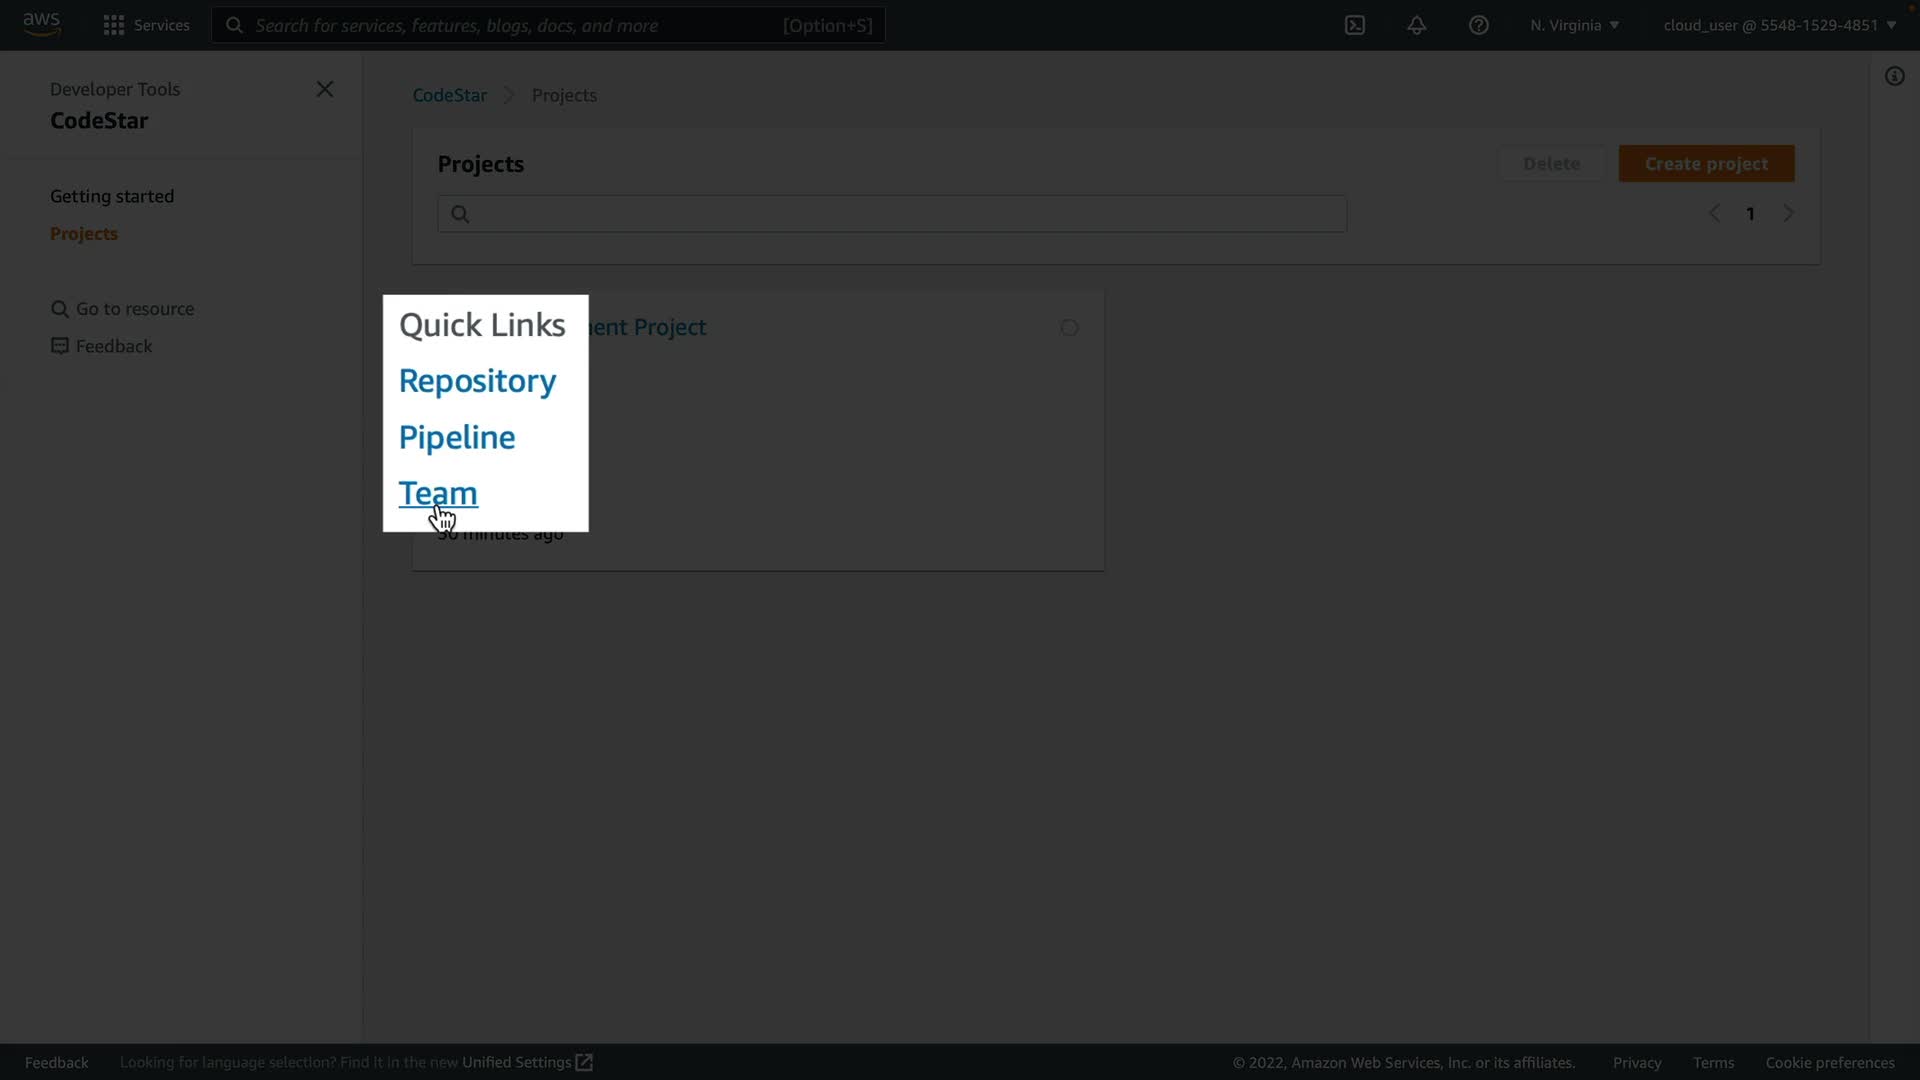 aws
Services
Search for services, features, blogs, docs, and more
[Option+S]
N. Virginia
cloud_user @ 5548-1529-4851
Developer Tools
CodeStar
Getting started
Projects
Go to resource
Feedback
CodeStar
Projects
Projects
Delete
Create project
1
Quick Links
Project
Repository
Pipeline
Team
30 minutes ago
Feedback
Looking for language selection? Find it in the new Unified Settings
© 2022, Amazon Web Services, Inc. or its affiliates.
Privacy
Terms
Cookie preferences